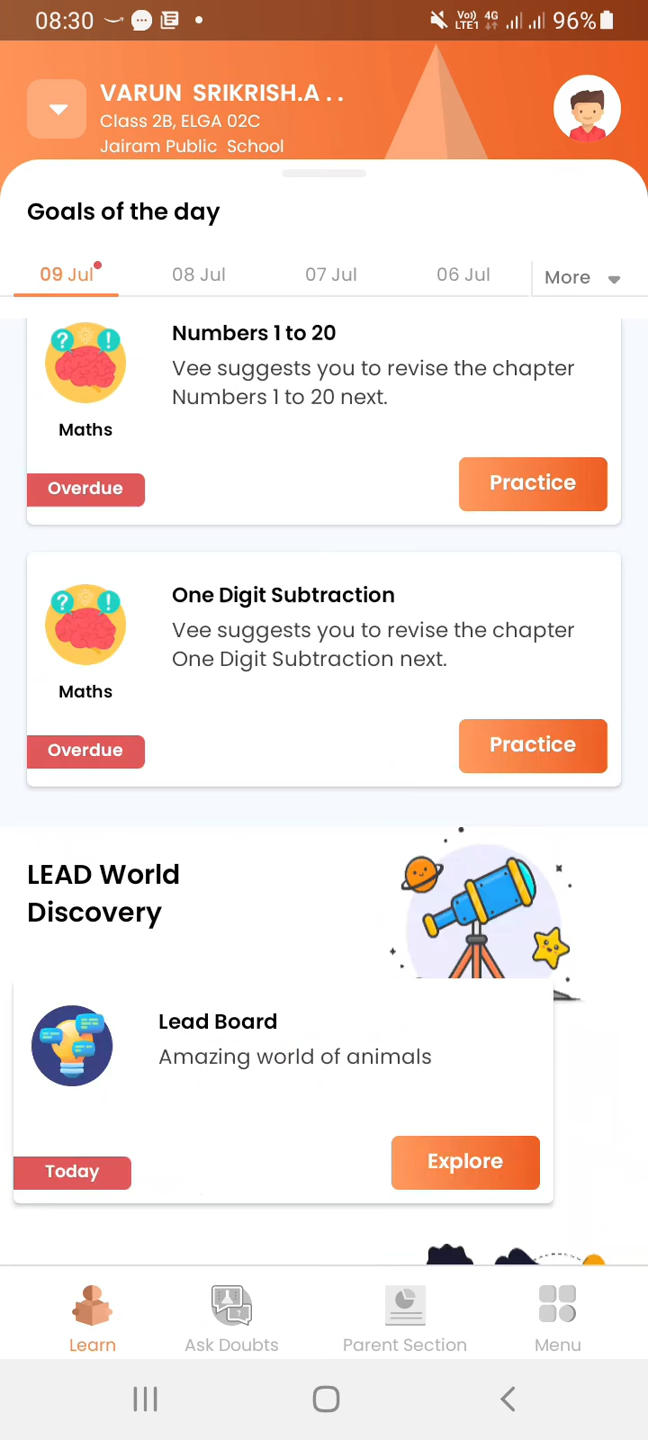 08:30
Vo)) 4G
LTE1
96%
VARUN SRIKRISH.A . .
Class 2B, ELGA 02C
Jairam Public School
Goals of the day
09 Jul
08 Jul
07 Jul
06 Jul
More
? !
Numbers 1 to 20
Vee suggests you to revise the chapter
Numbers 1 to 20 next.
Maths
Overdue
Practice
? !
One Digit Subtraction
Vee suggests you to revise the chapter
One Digit Subtraction next.
Maths
Overdue
Practice
LEAD World
Discovery
Lead Board
Amazing world of animals
Today
Explore
Learn
Ask Doubts
Parent Section
Menu